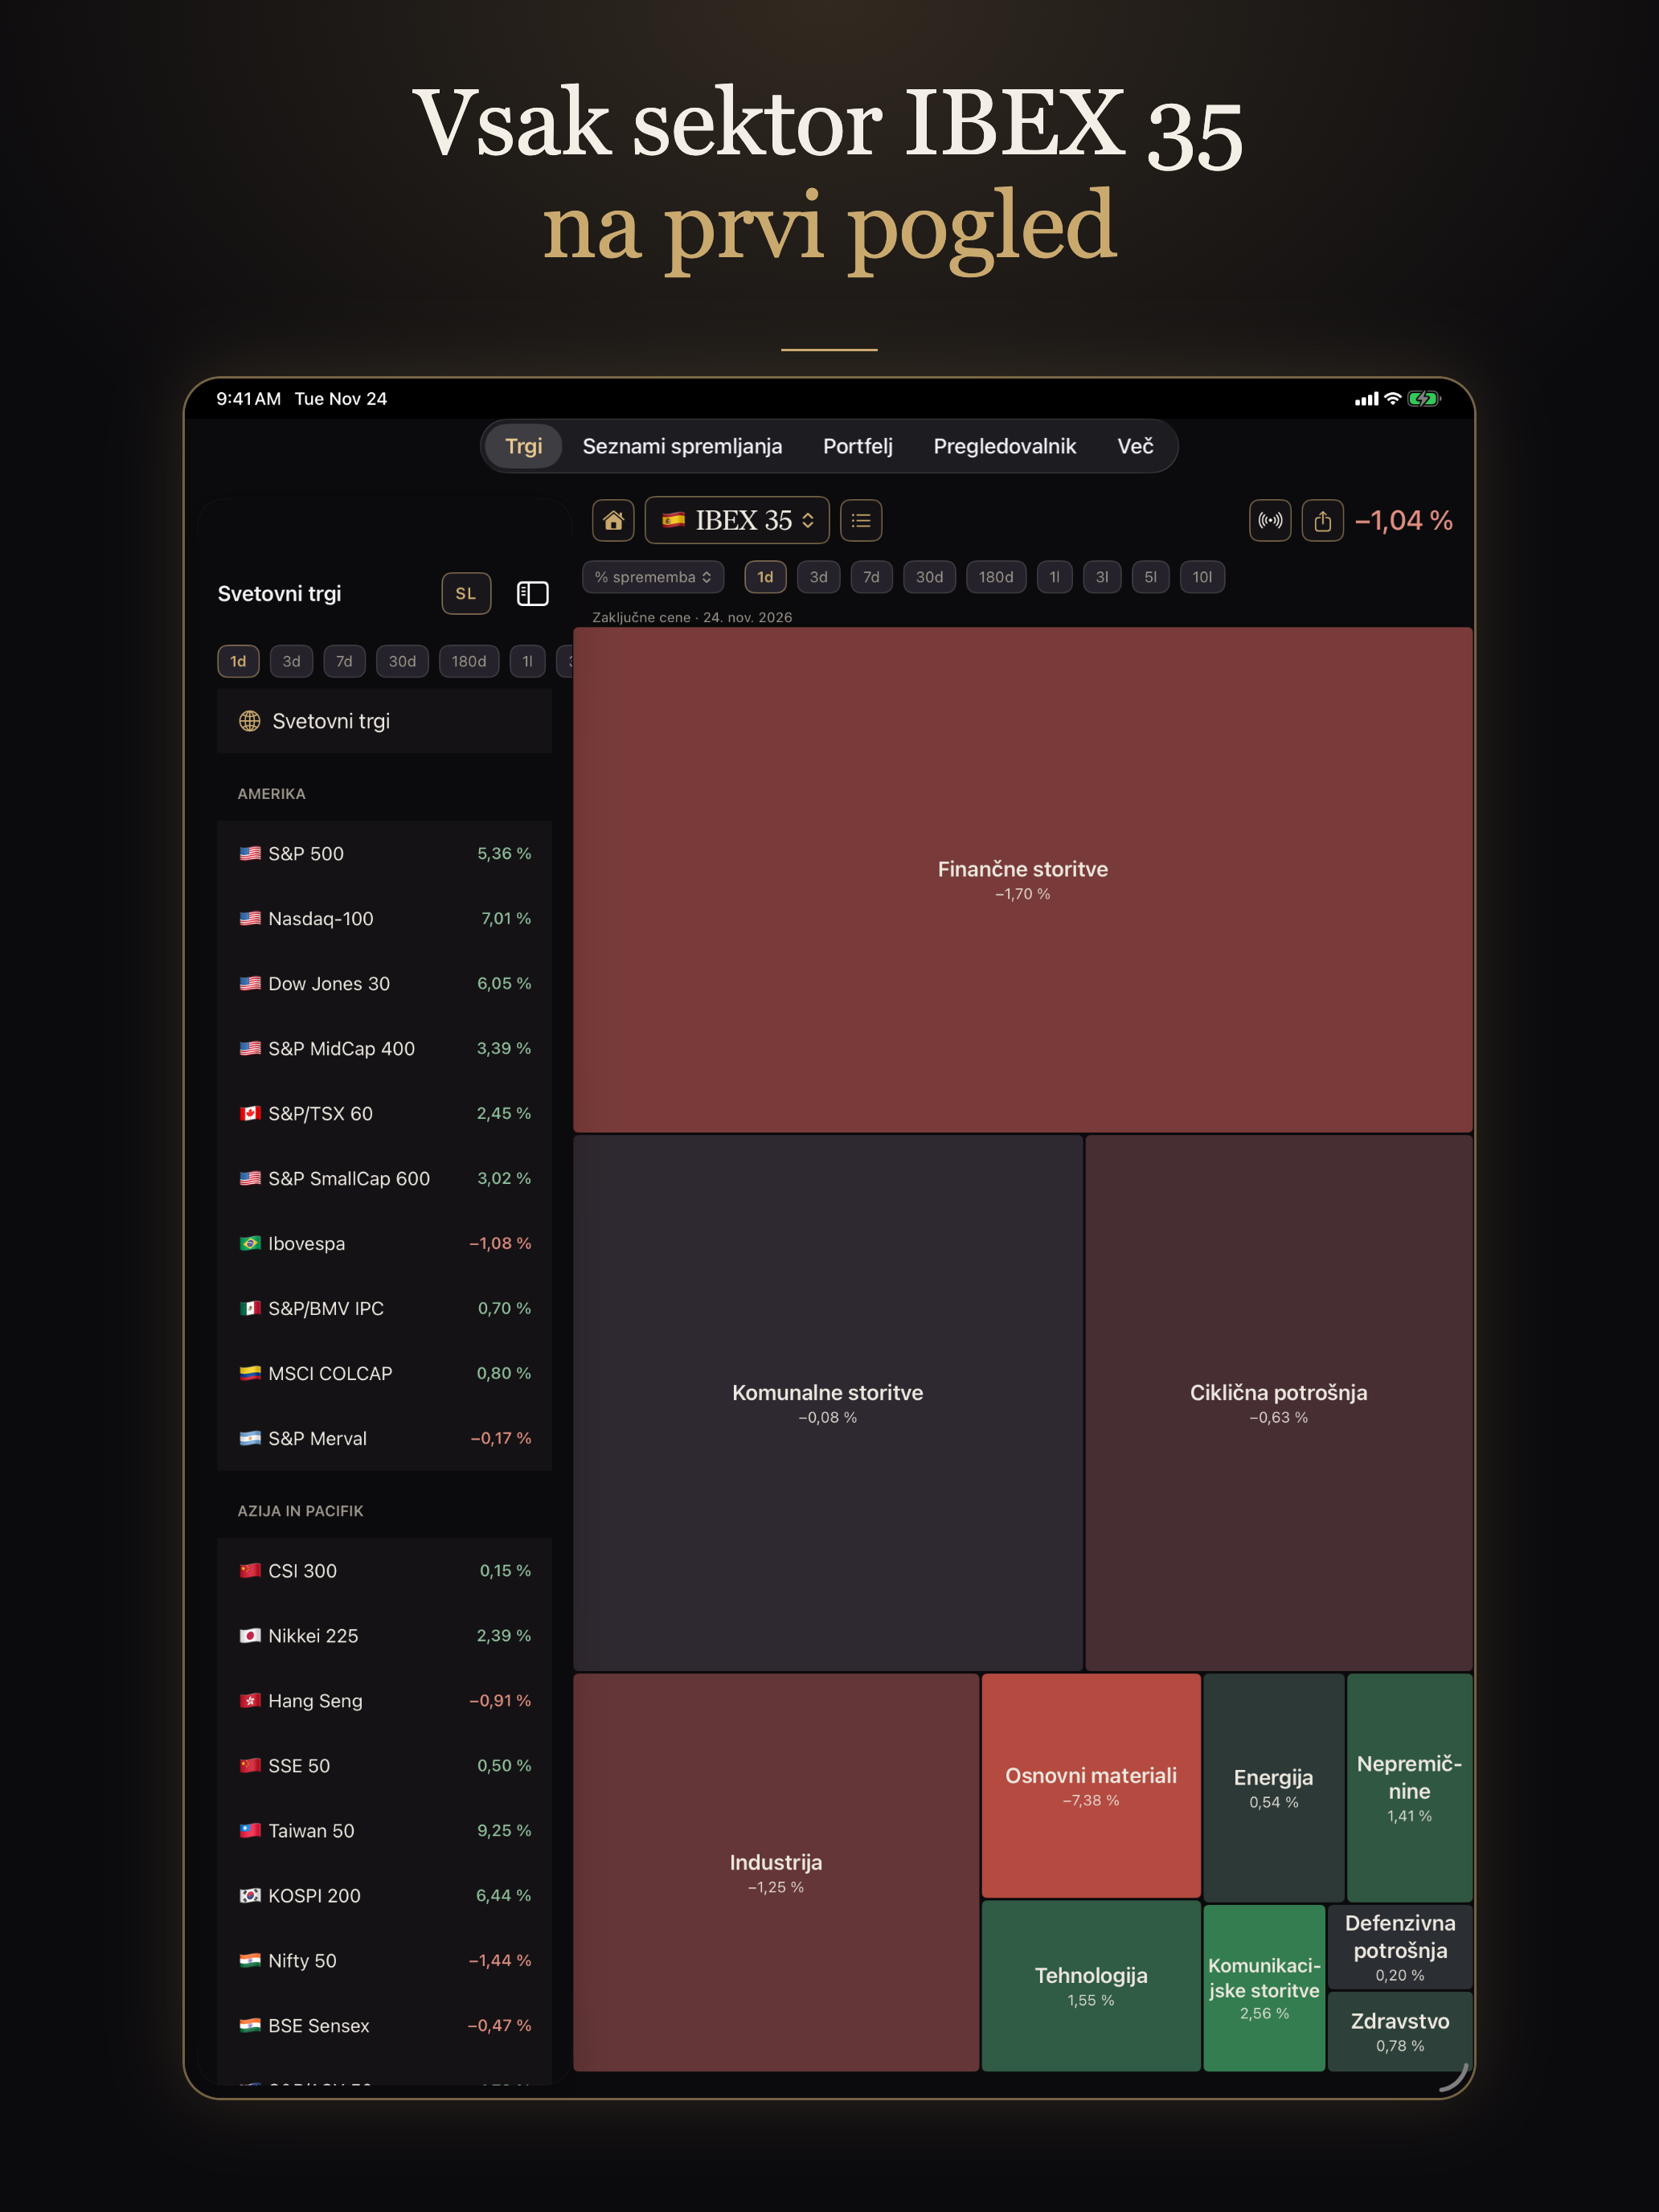 Vsak sektor IBEX 35
na prvi pogled
9:41 AM Tue Nov 24
Trgi Seznami spremljanja Portfelj Pregledovalnik Več
Svetovni trgi SL
1d 3d 7d 30d 180d 1l
Svetovni trgi
AMERIKA
S&P 500 5,36 %
Nasdaq-100 7,01 %
Dow Jones 30 6,05 %
S&P MidCap 400 3,39 %
S&P/TSX 60 2,45 %
S&P SmallCap 600 3,02 %
Ibovespa −1,08 %
S&P/BMV IPC 0,70 %
MSCI COLCAP 0,80 %
S&P Merval −0,17 %
AZIJA IN PACIFIK
CSI 300 0,15 %
Nikkei 225 2,39 %
Hang Seng −0,91 %
SSE 50 0,50 %
Taiwan 50 9,25 %
KOSPI 200 6,44 %
Nifty 50 −1,44 %
BSE Sensex −0,47 %
IBEX 35 −1,04 %
% sprememba 1d 3d 7d 30d 180d 1l 3l 5l 10l
Zaključne cene · 24. nov. 2026
Finančne storitve
−1,70 %
Komunalne storitve
−0,08 %
Ciklična potrošnja
−0,63 %
Industrija
−1,25 %
Osnovni materiali
−7,38 %
Energija
0,54 %
Nepremič-
nine
1,41 %
Tehnologija
1,55 %
Komunikaci-
jske storitve
2,56 %
Defenzivna
potrošnja
0,20 %
Zdravstvo
0,78 %